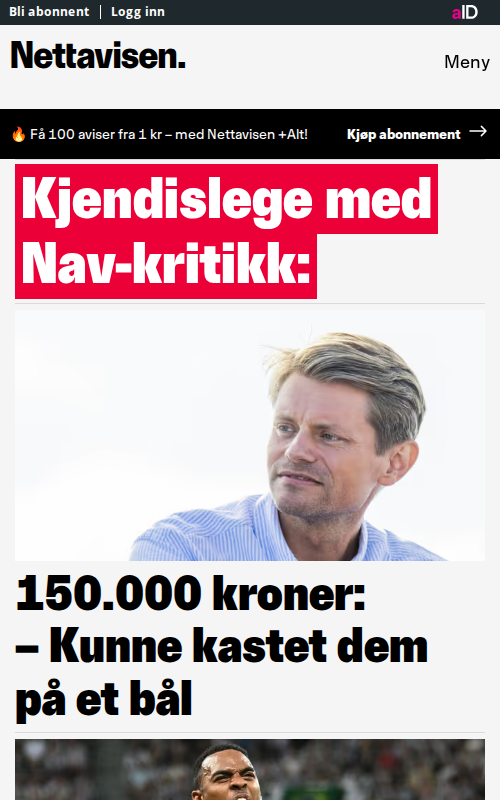 Bli abonnent | Logg inn
aID
Nettavisen.
Meny
🔥 Få 100 aviser fra 1 kr – med Nettavisen +Alt!
Kjøp abonnement →
Kjendislege med
Nav-kritikk:
150.000 kroner:
– Kunne kastet dem
på et bål